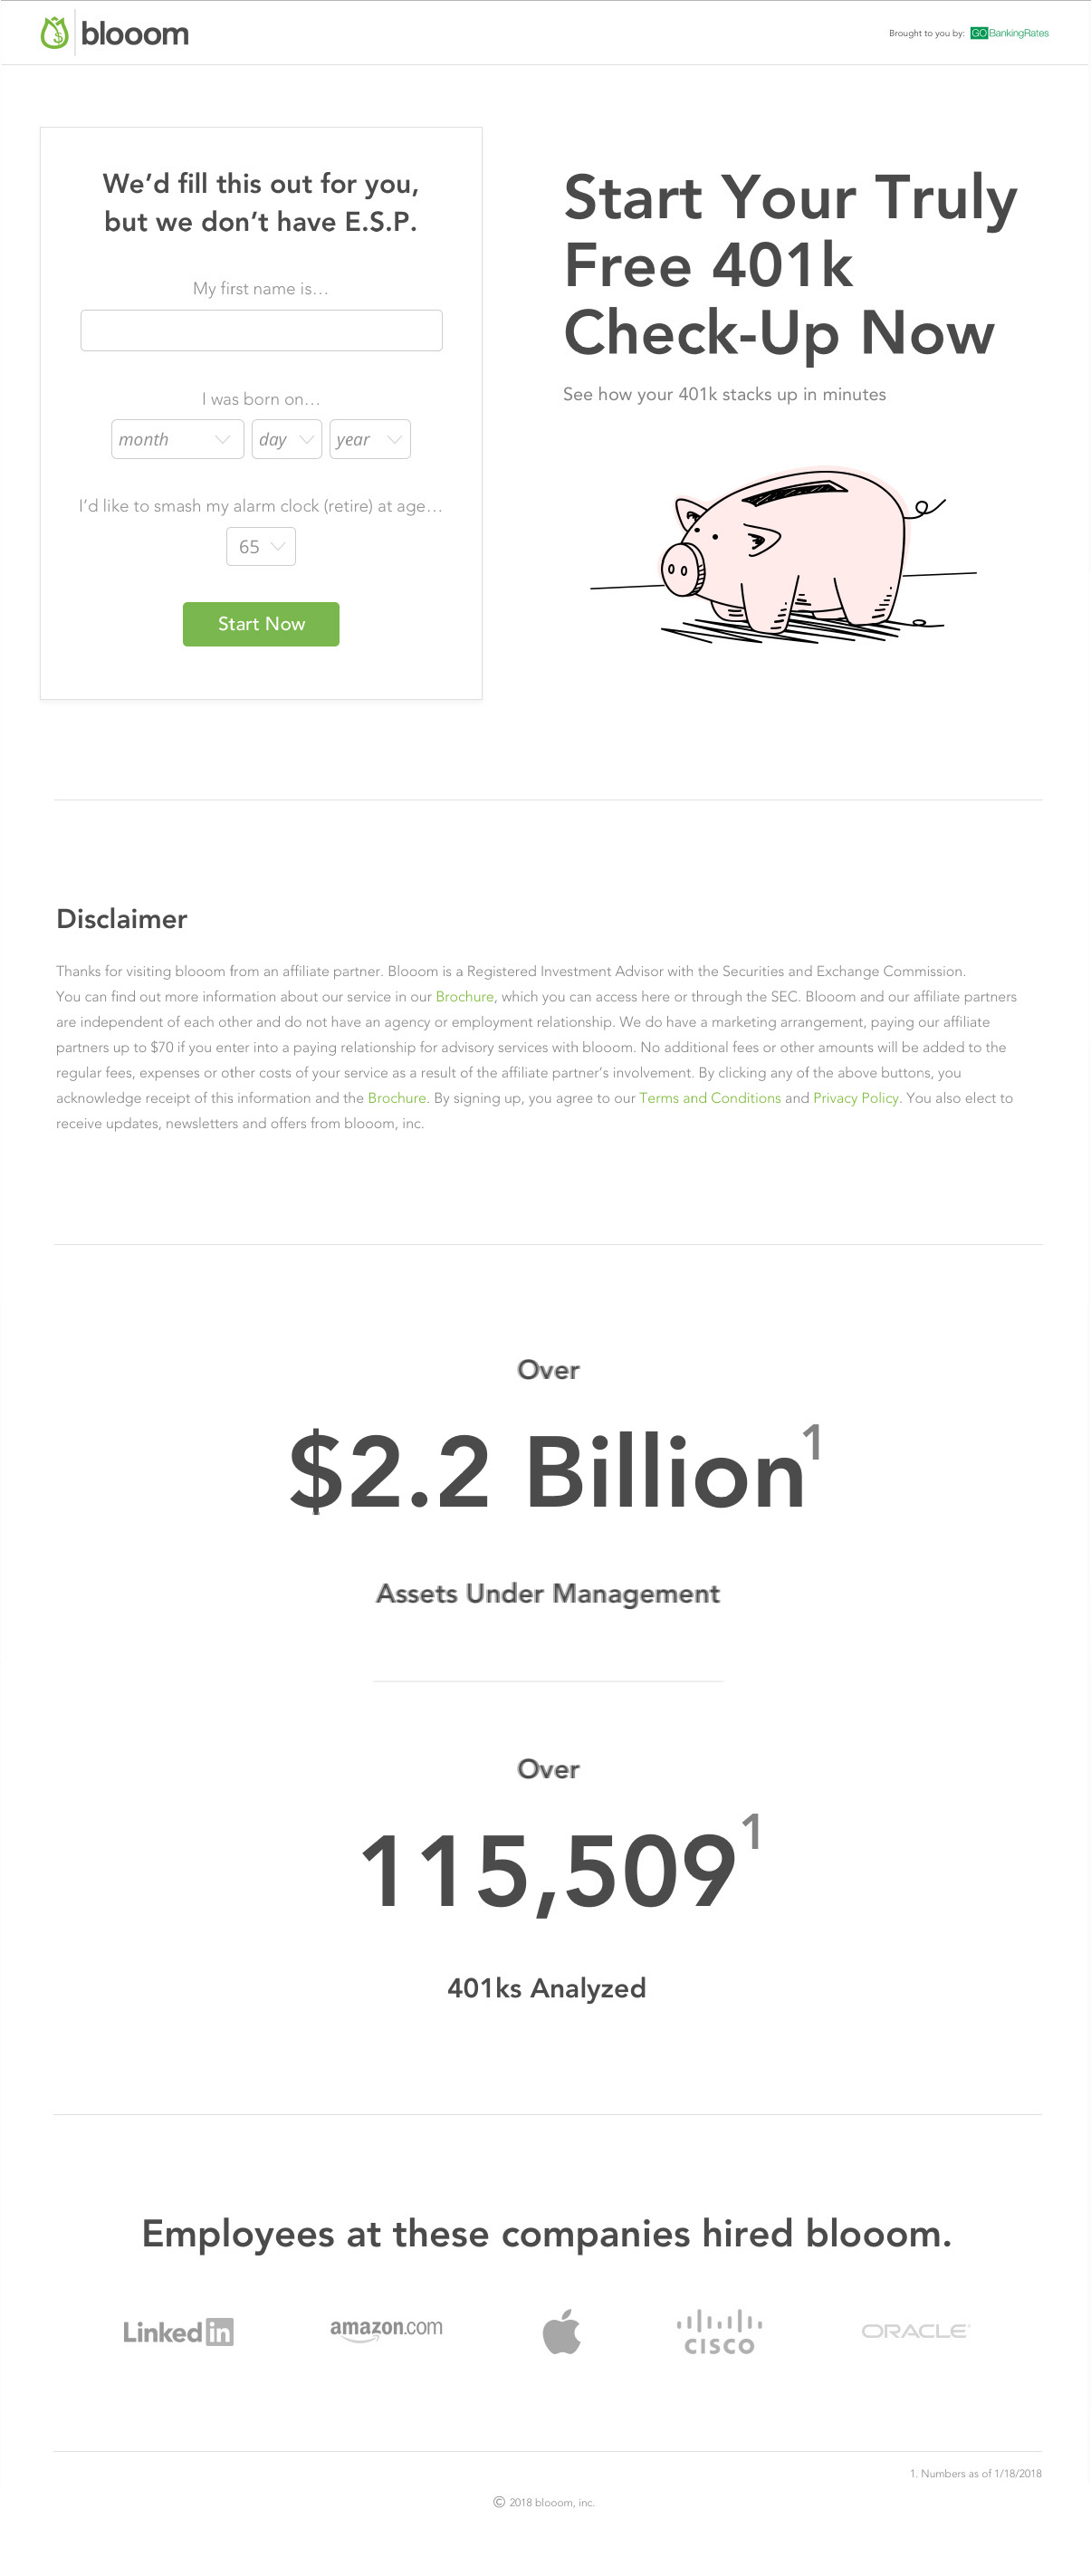 blooom
Brought to you by: GOBankingRates
We’d fill this out for you,
but we don’t have E.S.P.
My first name is…
I was born on…
month day year
I’d like to smash my alarm clock (retire) at age…
65
Start Now
Start Your Truly
Free 401k
Check-Up Now
See how your 401k stacks up in minutes
Disclaimer
Thanks for visiting blooom from an affiliate partner. Blooom is a Registered Investment Advisor with the Securities and Exchange Commission.
You can find out more information about our service in our Brochure, which you can access here or through the SEC. Blooom and our affiliate partners
are independent of each other and do not have an agency or employment relationship. We do have a marketing arrangement, paying our affiliate
partners up to $70 if you enter into a paying relationship for advisory services with blooom. No additional fees or other amounts will be added to the
regular fees, expenses or other costs of your service as a result of the affiliate partner’s involvement. By clicking any of the above buttons, you
acknowledge receipt of this information and the Brochure. By signing up, you agree to our Terms and Conditions and Privacy Policy. You also elect to
receive updates, newsletters and offers from blooom, inc.
Over
$2.2 Billion1
Assets Under Management
Over
115,5091
401ks Analyzed
Employees at these companies hired blooom.
Linked in amazon.com CISCO ORACLE
1. Numbers as of 1/18/2018
© 2018 blooom, inc.